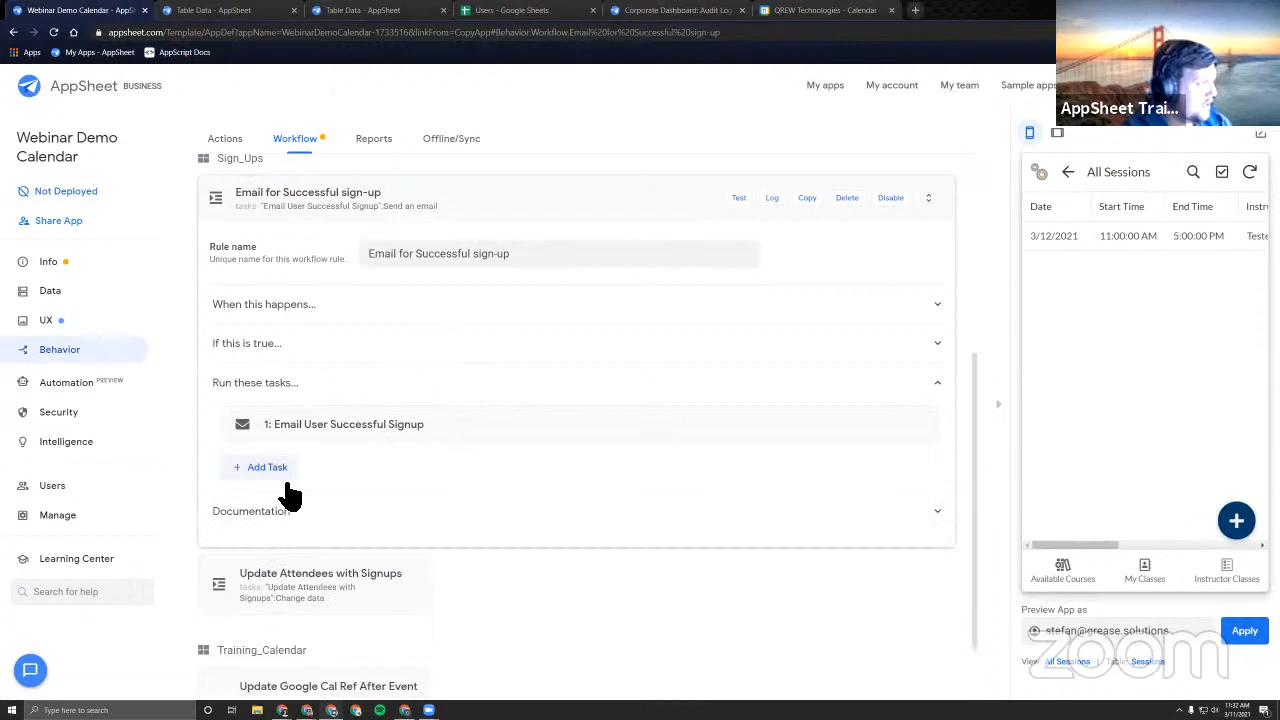 AppSheet
Table Data - AppSheet
Table Data - AppSheet
Users - Google Sheets
Corporate Dashboard: Audit Log
QREW Technologies - Calendar
appsheet.com/Template/AppDef?appName=WebinarDemoCalendar-1733516&linkFrom=CopyApp#Behavior.Workflow.Email%20for%20Successful%20sign-up
Apps
My Apps - AppSheet
AppScript Docs
AppSheet BUSINESS
My apps
My account
My team
Sample apps
AppSheet Trai...
Webinar Demo
Calendar
Not Deployed
Share App
Info
Data
UX
Behavior
Automation PREVIEW
Security
Intelligence
Users
Manage
Learning Center
Search for help
Actions
Workflow
Reports
Offline/Sync
Sign_Ups
Email for Successful sign-up
tasks "Email User Successful Signup":Send an email
Test
Log
Copy
Delete
Disable
Rule name
Unique name for this workflow rule.
Email for Successful sign-up
When this happens...
If this is true...
Run these tasks...
1: Email User Successful Signup
+ Add Task
Documentation
Update Attendees with Signups
tasks: "Update Attendees with
Signups":Change data
Training_Calendar
Update Google Cal Ref After Event
All Sessions
Date
Start Time
End Time
Instru
3/12/2021
11:00:00 AM
5:00:00 PM
Teste
Available Courses
My Classes
Instructor Classes
Preview App as
stefan@grease.solutions
Apply
View: All Sessions | Table: Sessions
zoom
Type here to search
11:32 AM
3/11/2021